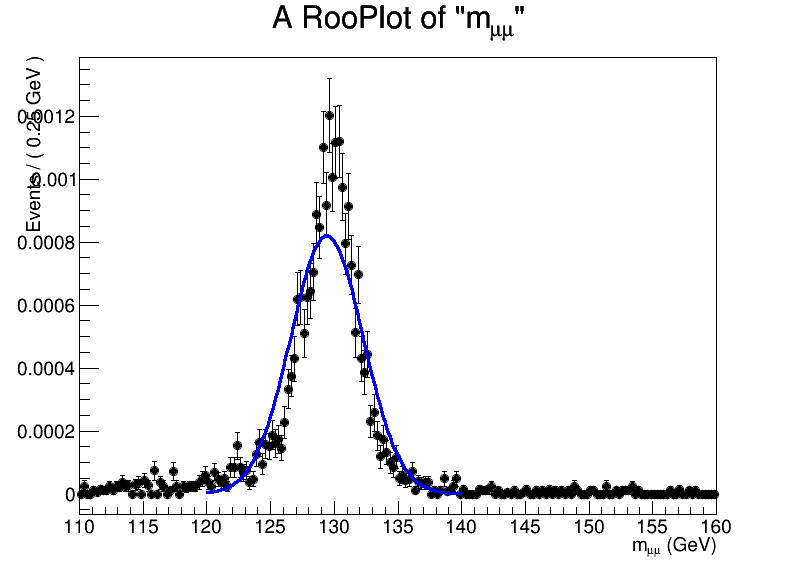 A RooPlot of "mμμ"
Events / ( 0.25 GeV )
0.0012
0.001
0.0008
0.0006
0.0004
0.0002
0
110 115 120 125 130 135 140 145 150 155 160
mμμ (GeV)